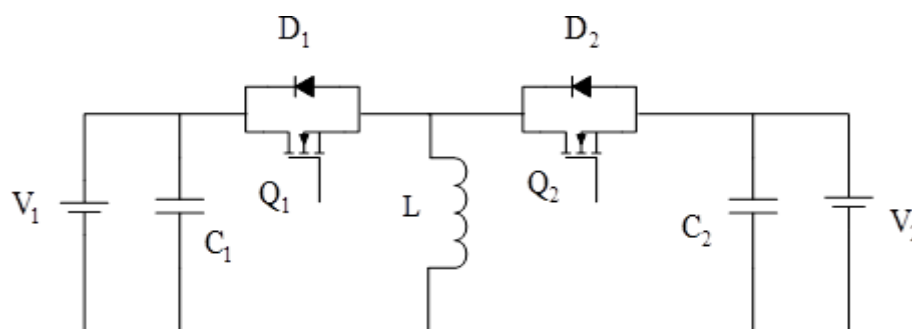 D₁
D₂
V₁
C₁
Q₁
L
Q₂
C₂